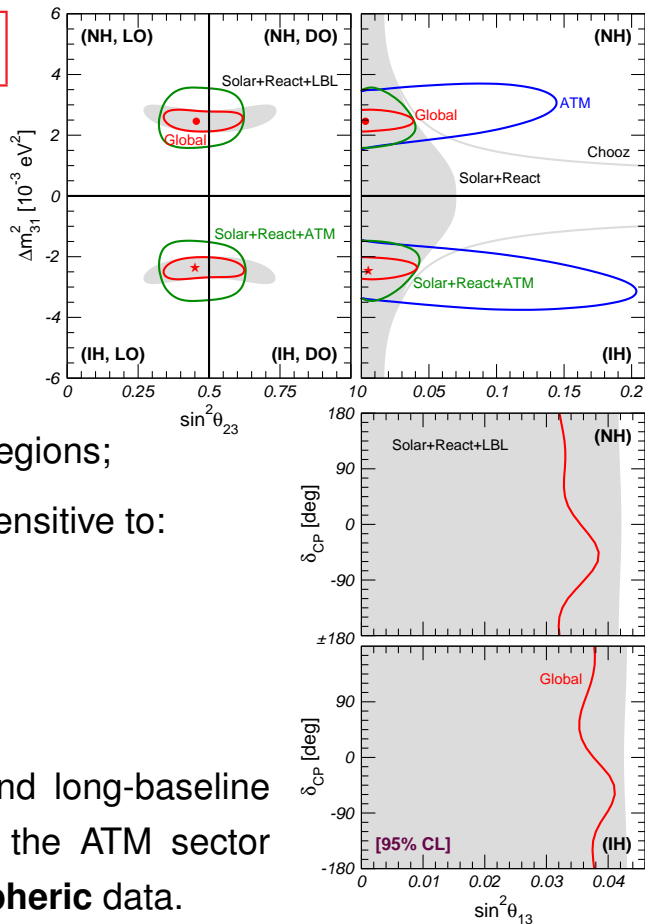 6
(NH, LO)
(NH, DO)
(NH)
Solar+React+LBL
4
ATM
Global
2
Global
Chooz
Solar+React
0
Δm²₃₁ [10⁻³ eV²]
-2
Solar+React+ATM
Solar+React+ATM
-4
(IH, LO)
(IH, DO)
(IH)
-6
0 0.25 0.5 0.75 10 0.05 0.1 0.15 0.2
sin²θ₂₃
180
egions;
Solar+React+LBL
(NH)
90
ensitive to:
0
δCP [deg]
-90
±180
Global
90
0
δCP [deg]
nd long-baseline
-90
the ATM sector
[95% CL]
(IH)
-180
pheric data.
0 0.01 0.02 0.03 0.04
sin²θ₁₃